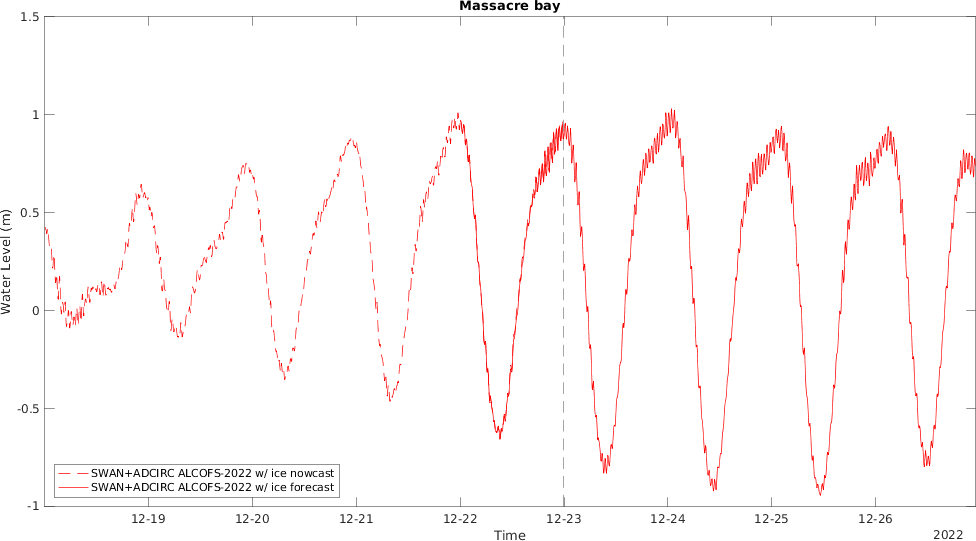 Massacre bay
1.5
1
0.5
0
-0.5
-1
Water Level (m)
SWAN+ADCIRC ALCOFS-2022 w/ ice nowcast
SWAN+ADCIRC ALCOFS-2022 w/ ice forecast
12-19 12-20 12-21 12-22 12-23 12-24 12-25 12-26
Time
2022